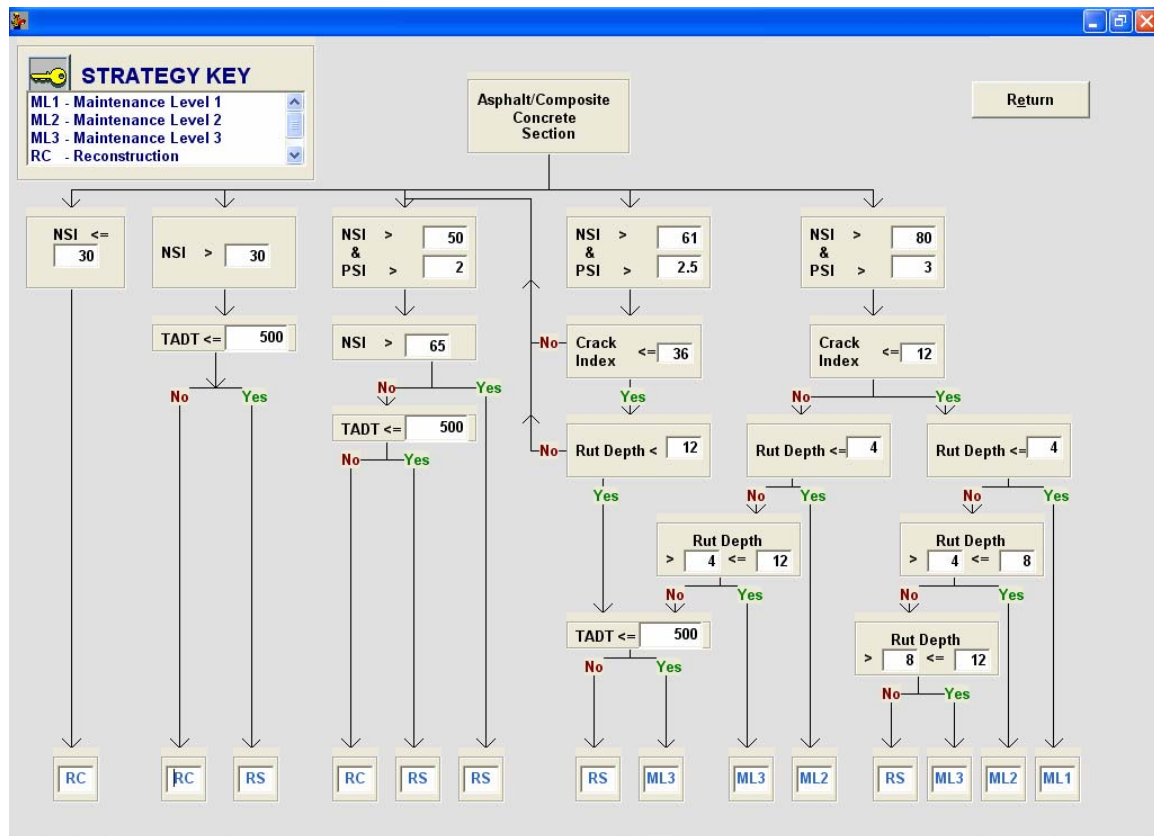 STRATEGY KEY
ML1 - Maintenance Level 1
ML2 - Maintenance Level 2
ML3 - Maintenance Level 3
RC - Reconstruction
Asphalt/Composite
Concrete
Section
Return
NSI <=
30
NSI > 30
NSI > 50
&
PSI > 2
NSI > 61
&
PSI > 2.5
NSI > 80
&
PSI > 3
TADT <= 500
NSI > 65
No
Crack
Index <= 36
Crack
Index <= 12
No Yes
No Yes
Yes
No Yes
TADT <= 500
No
Rut Depth < 12
Rut Depth <= 4
Rut Depth <= 4
No Yes
Yes
No Yes
No Yes
Rut Depth
> 4 <= 12
Rut Depth
> 4 <= 8
No Yes
No Yes
TADT <= 500
Rut Depth
> 8 <= 12
No Yes
No Yes
RC
RC
RS
RC
RS
RS
RS
ML3
ML3
ML2
RS
ML3
ML2
ML1